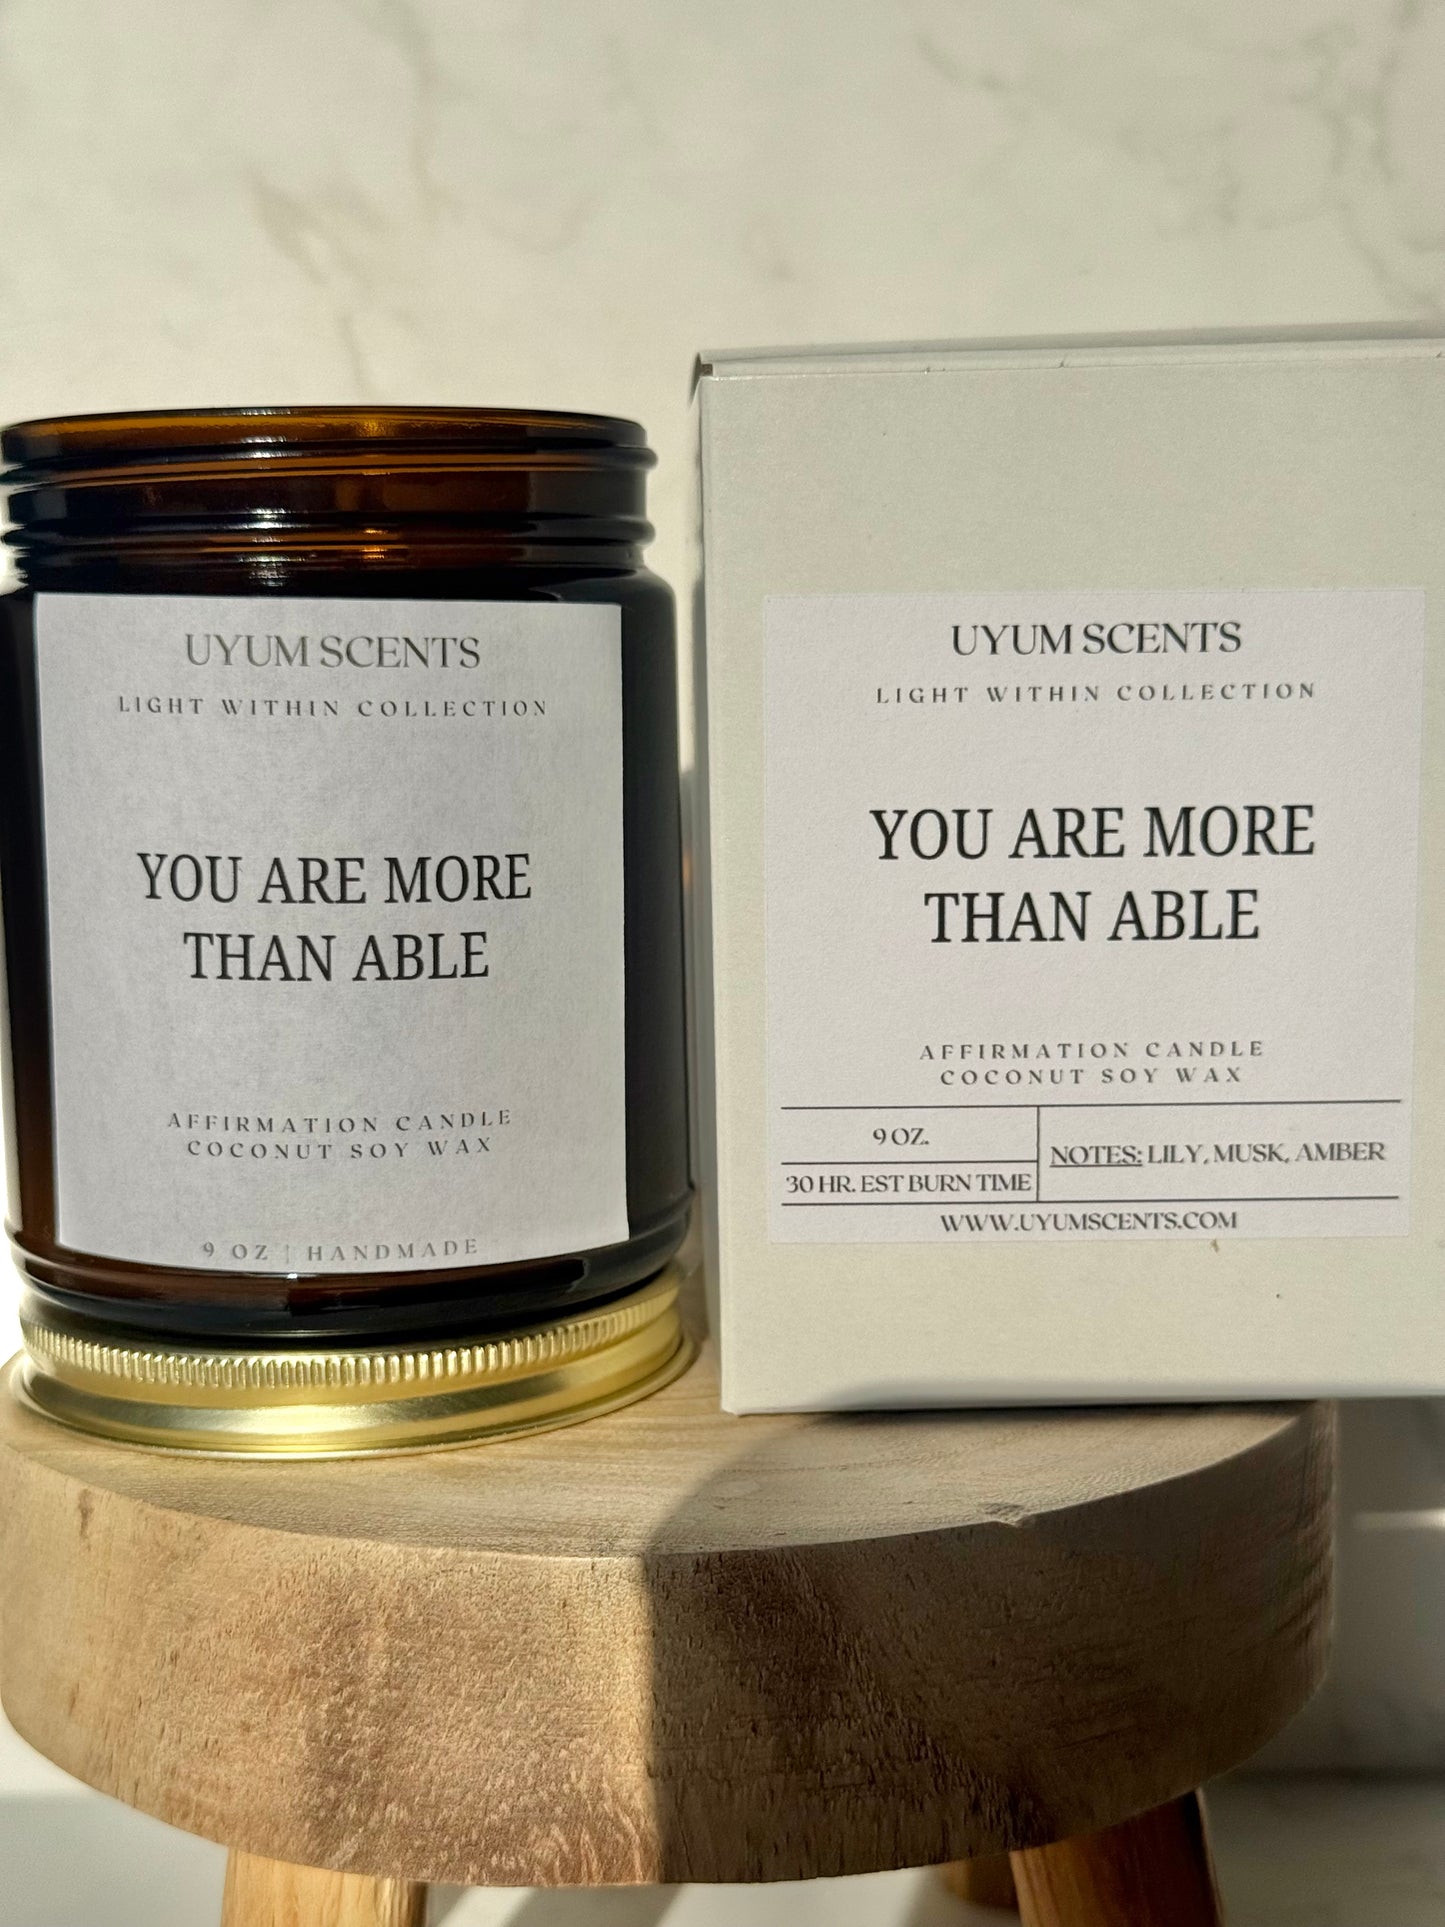 UYUM SCENTS
LIGHT WITHIN COLLECTION
YOU ARE MORE
THAN ABLE
AFFIRMATION CANDLE
COCONUT SOY WAX
9 OZ | HANDMADE
UYUM SCENTS
LIGHT WITHIN COLLECTION
YOU ARE MORE
THAN ABLE
AFFIRMATION CANDLE
COCONUT SOY WAX
9 OZ.
30 HR. EST BURN TIME
NOTES: LILY, MUSK, AMBER
WWW.UYUMSCENTS.COM